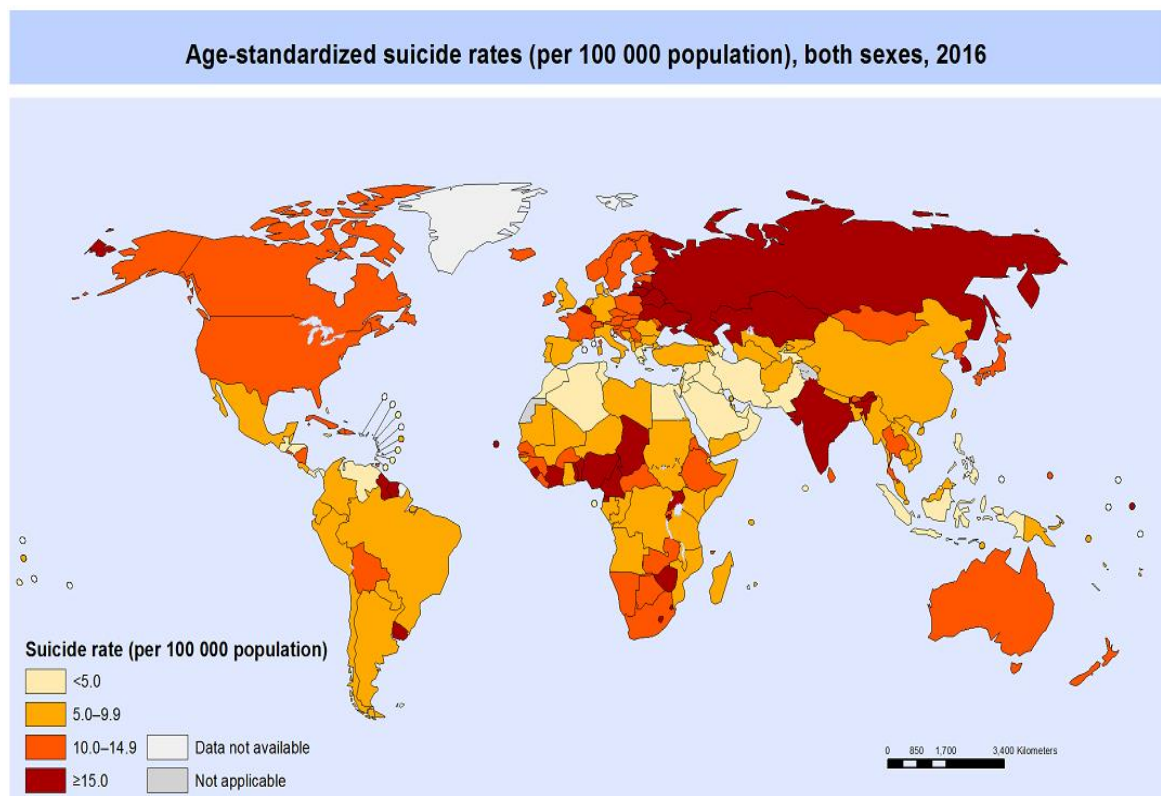 Age-standardized suicide rates (per 100 000 population), both sexes, 2016
Suicide rate (per 100 000 population)
<5.0
5.0–9.9
10.0–14.9
≥15.0
Data not available
Not applicable
0 850 1,700 3,400 Kilometers